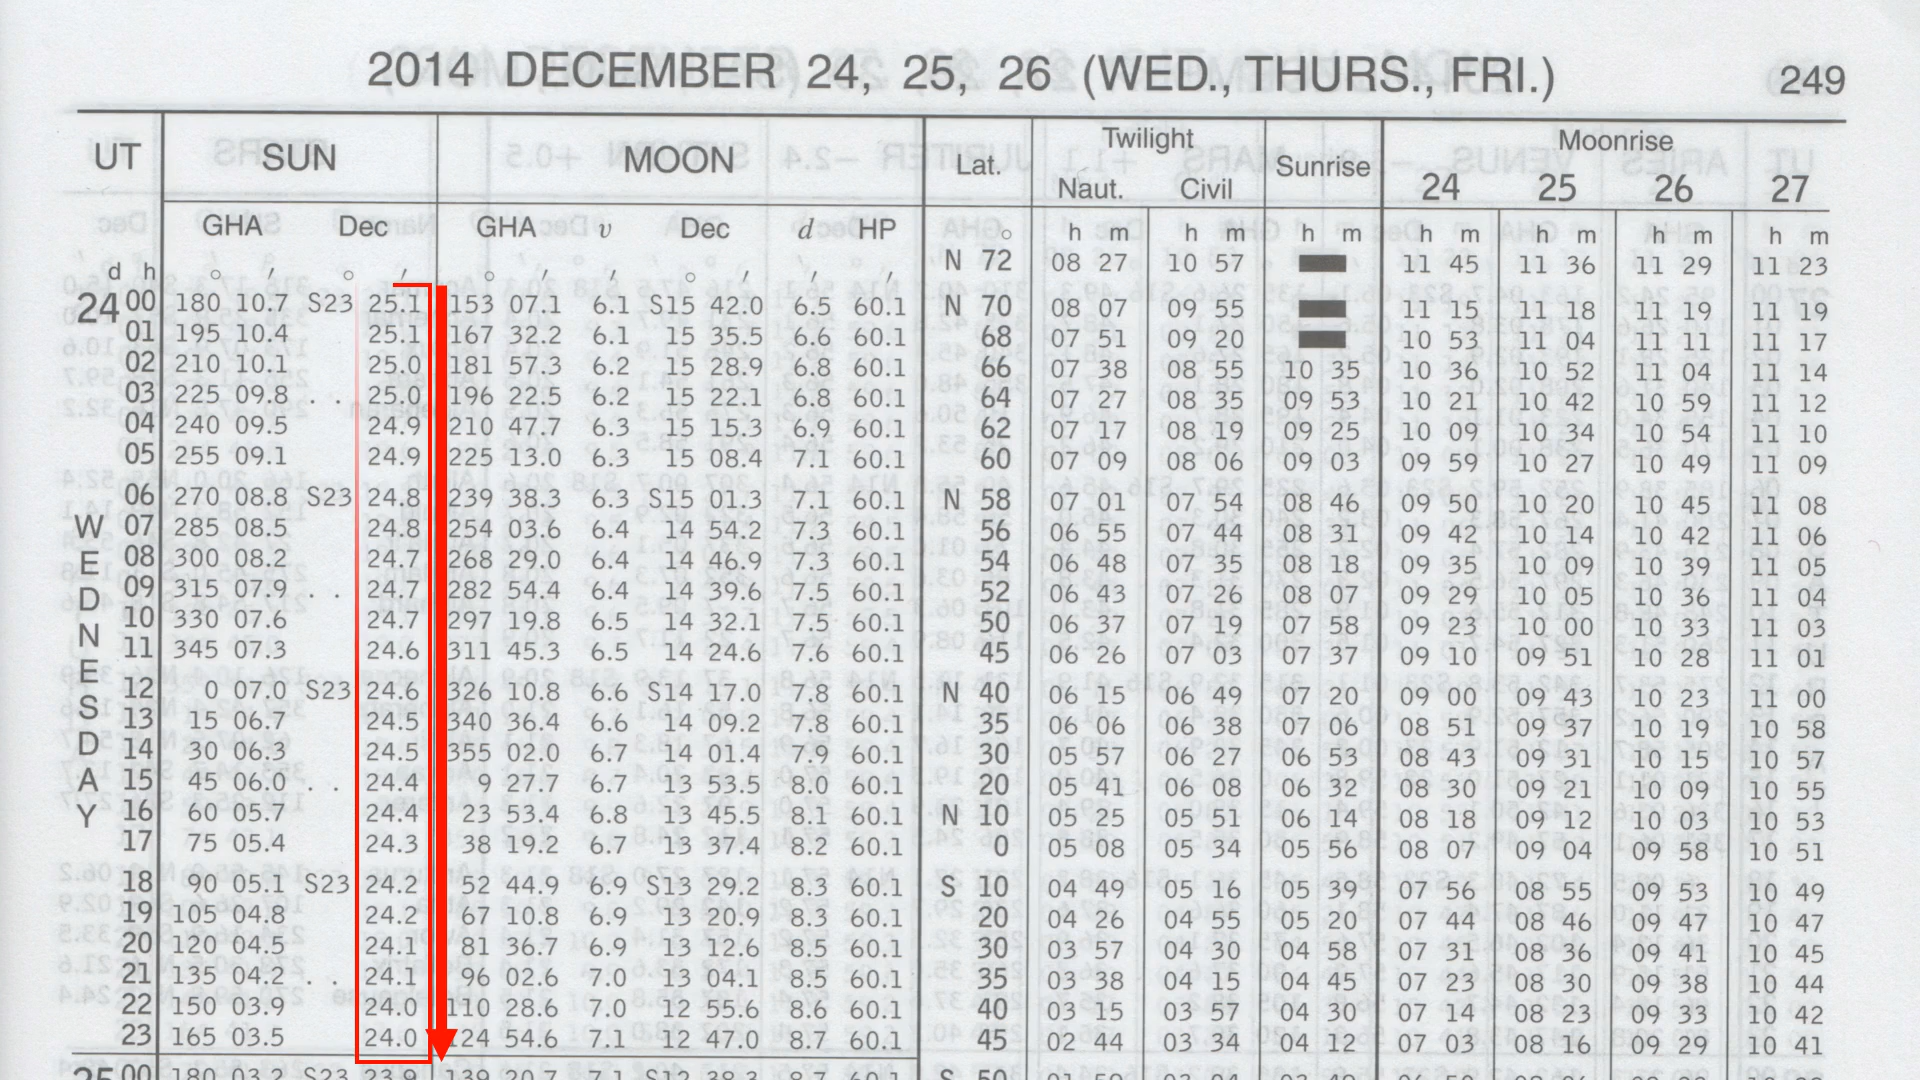 2014 DECEMBER 24, 25, 26 (WED., THURS., FRI.) 249
UT SUN MOON Lat. Twilight Sunrise Moonrise
Naut. Civil 24 25 26 27
GHA Dec GHA v Dec d HP
d h ° ′ ° ′ ° ′ ′ ° ′ ′ ′ ° h m h m h m h m h m h m h m
N 72 08 27 10 57 11 45 11 36 11 29 11 23
24 00 180 10.7 S23 25.1 153 07.1 6.1 S15 42.0 6.5 60.1 N 70 08 07 09 55 11 15 11 18 11 19 11 19
01 195 10.4 25.1 167 32.2 6.1 15 35.5 6.6 60.1 68 07 51 09 20 10 53 11 04 11 11 11 17
02 210 10.1 25.0 181 57.3 6.2 15 28.9 6.8 60.1 66 07 38 08 55 10 35 10 36 10 52 11 04 11 14
03 225 09.8 . . 25.0 196 22.5 6.2 15 22.1 6.8 60.1 64 07 27 08 35 09 53 10 21 10 42 10 59 11 12
04 240 09.5 24.9 210 47.7 6.3 15 15.3 6.9 60.1 62 07 17 08 19 09 25 10 09 10 34 10 54 11 10
05 255 09.1 24.9 225 13.0 6.3 15 08.4 7.1 60.1 60 07 09 08 06 09 03 09 59 10 27 10 49 11 09
06 270 08.8 S23 24.8 239 38.3 6.3 S15 01.3 7.1 60.1 N 58 07 01 07 54 08 46 09 50 10 20 10 45 11 08
W 07 285 08.5 24.8 254 03.6 6.4 14 54.2 7.3 60.1 56 06 55 07 44 08 31 09 42 10 14 10 42 11 06
E 08 300 08.2 24.7 268 29.0 6.4 14 46.9 7.3 60.1 54 06 48 07 35 08 18 09 35 10 09 10 39 11 05
D 09 315 07.9 . . 24.7 282 54.4 6.4 14 39.6 7.5 60.1 52 06 43 07 26 08 07 09 29 10 05 10 36 11 04
N 10 330 07.6 24.7 297 19.8 6.5 14 32.1 7.5 60.1 50 06 37 07 19 07 58 09 23 10 00 10 33 11 03
E 11 345 07.3 24.6 311 45.3 6.5 14 24.6 7.6 60.1 45 06 26 07 03 07 37 09 10 09 51 10 28 11 01
S 12 0 07.0 S23 24.6 326 10.8 6.6 S14 17.0 7.8 60.1 N 40 06 15 06 49 07 20 09 00 09 43 10 23 11 00
13 15 06.7 24.5 340 36.4 6.6 14 09.2 7.8 60.1 35 06 06 06 38 07 06 08 51 09 37 10 19 10 58
D 14 30 06.3 24.5 355 02.0 6.7 14 01.4 7.9 60.1 30 05 57 06 27 06 53 08 43 09 31 10 15 10 57
A 15 45 06.0 . . 24.4 9 27.7 6.7 13 53.5 8.0 60.1 20 05 41 06 08 06 32 08 30 09 21 10 09 10 55
Y 16 60 05.7 24.4 23 53.4 6.8 13 45.5 8.1 60.1 N 10 05 25 05 51 06 14 08 18 09 12 10 03 10 53
17 75 05.4 24.3 38 19.2 6.7 13 37.4 8.2 60.1 0 05 08 05 34 05 56 08 07 09 04 09 58 10 51
18 90 05.1 S23 24.2 52 44.9 6.9 S13 29.2 8.3 60.1 S 10 04 49 05 16 05 39 07 56 08 55 09 53 10 49
19 105 04.8 24.2 67 10.8 6.9 13 20.9 8.3 60.1 20 04 26 04 55 05 20 07 44 08 46 09 47 10 47
20 120 04.5 24.1 81 36.7 6.9 13 12.6 8.5 60.1 30 03 57 04 30 04 58 07 31 08 36 09 41 10 45
21 135 04.2 . . 24.1 96 02.6 7.0 13 04.1 8.5 60.1 35 03 38 04 15 04 45 07 23 08 30 09 38 10 44
22 150 03.9 24.0 110 28.6 7.0 12 55.6 8.6 60.1 40 03 15 03 57 04 30 07 14 08 23 09 33 10 42
23 165 03.5 24.0 124 54.6 7.1 12 47.0 8.7 60.1 45 02 44 03 34 04 12 07 03 08 16 09 29 10 41
25 00 180 03.2 S23 23.9 139 20.7 7.1 S12 38.3 8.7 60.1 S 50